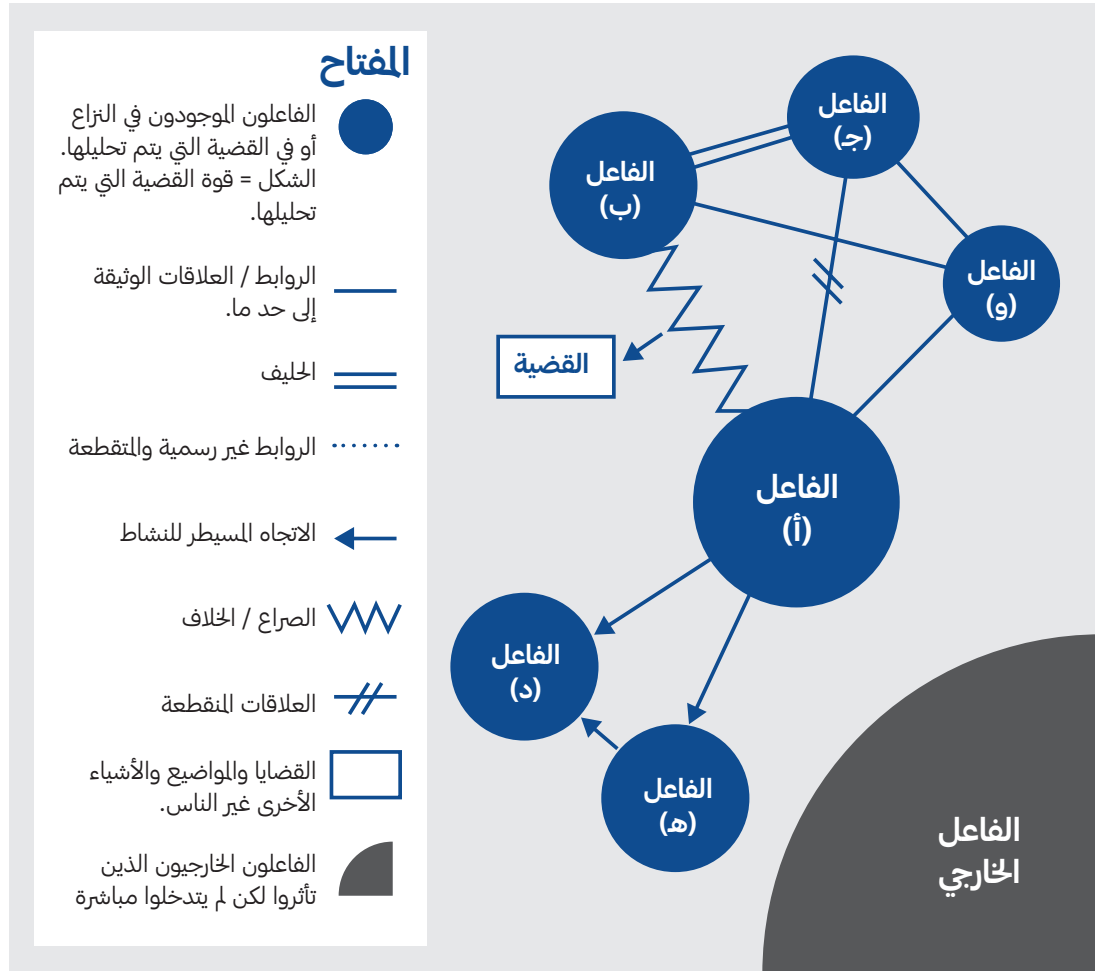 المفتاح
الفاعلون الموجودون في النزاع
أو في القضية التي يتم تحليلها.
الشكل = قوة القضية التي يتم
تحليلها.
الروابط / العلاقات الوثيقة
إلى حد ما.
الحليف
الروابط غير رسمية والمتقطعة
الاتجاه المسيطر للنشاط
الصراع / الخلاف
العلاقات المنقطعة
القضايا والمواضيع والأشياء
الأخرى غير الناس.
الفاعلون الخارجيون الذين
تأثروا لكن لم يتدخلوا مباشرة
الفاعل
(جـ)
الفاعل
(ب)
الفاعل
(و)
القضية
الفاعل
(أ)
الفاعل
(د)
الفاعل
(هـ)
الفاعل
الخارجي